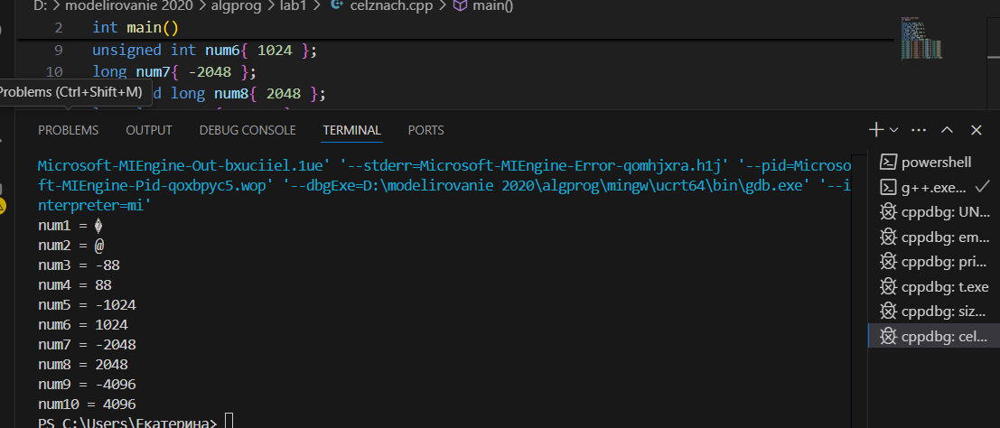 D: > modelirovanie 2020 > algprog > lab1 > celznach.cpp > main()
2 int main()
9 unsigned int num6{ 1024 };
10 long num7{ -2048 };
Problems (Ctrl+Shift+M)
d long num8{ 2048 };
PROBLEMS OUTPUT DEBUG CONSOLE TERMINAL PORTS
Microsoft-MIEngine-Out-bxuciiel.1ue' '--stderr=Microsoft-MIEngine-Error-qomhjxra.h1j' '--pid=Microso
ft-MIEngine-Pid-qoxbpyc5.wop' '--dbgExe=D:\modelirovanie 2020\algprog\mingw\ucrt64\bin\gdb.exe' '--i
nterpreter=mi'
num1 = �
num2 = @
num3 = -88
num4 = 88
num5 = -1024
num6 = 1024
num7 = -2048
num8 = 2048
num9 = -4096
num10 = 4096
PS C:\Users\Екатерина>
powershell
g++.exe...
cppdbg: UN...
cppdbg: em...
cppdbg: pri...
cppdbg: t.exe
cppdbg: siz...
cppdbg: cel...